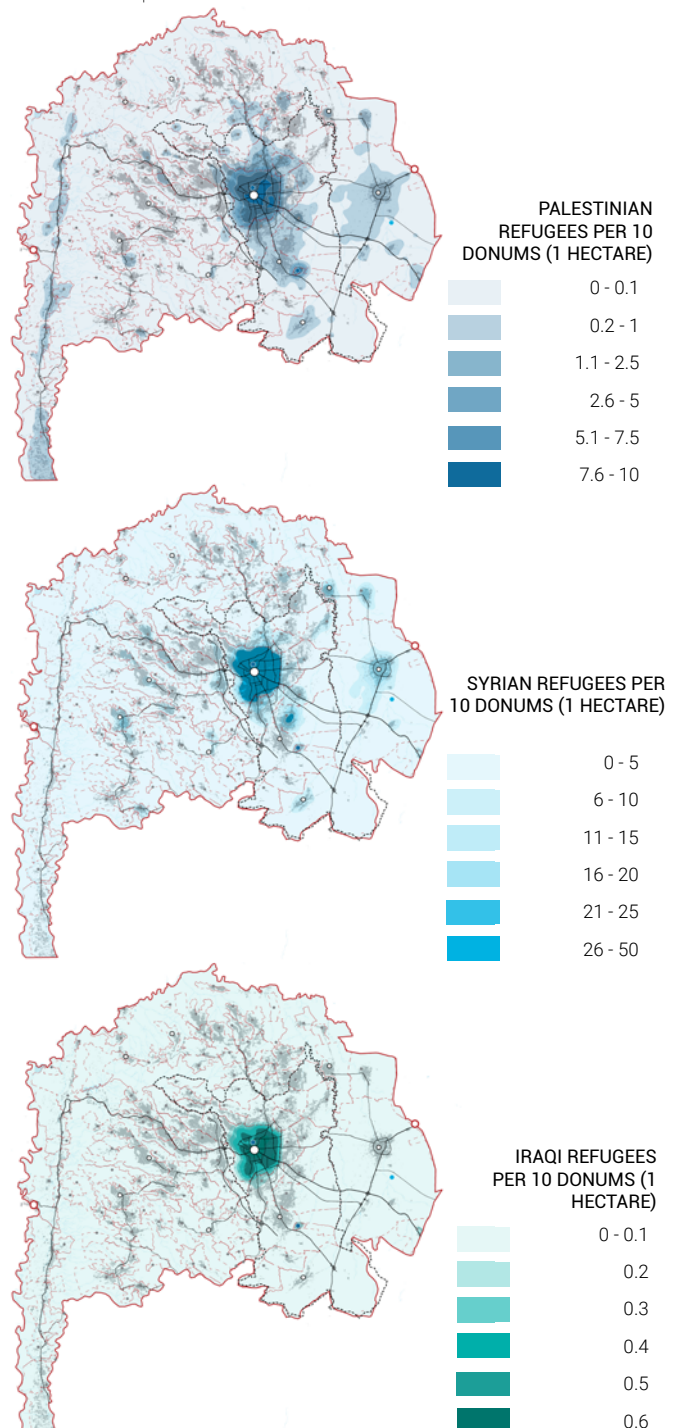 PALESTINIAN
REFUGEES PER 10
DONUMS (1 HECTARE)
0 - 0.1
0.2 - 1
1.1 - 2.5
2.6 - 5
5.1 - 7.5
7.6 - 10
SYRIAN REFUGEES PER
10 DONUMS (1 HECTARE)
0 - 5
6 - 10
11 - 15
16 - 20
21 - 25
26 - 50
IRAQI REFUGEES
PER 10 DONUMS (1
HECTARE)
0 - 0.1
0.2
0.3
0.4
0.5
0.6